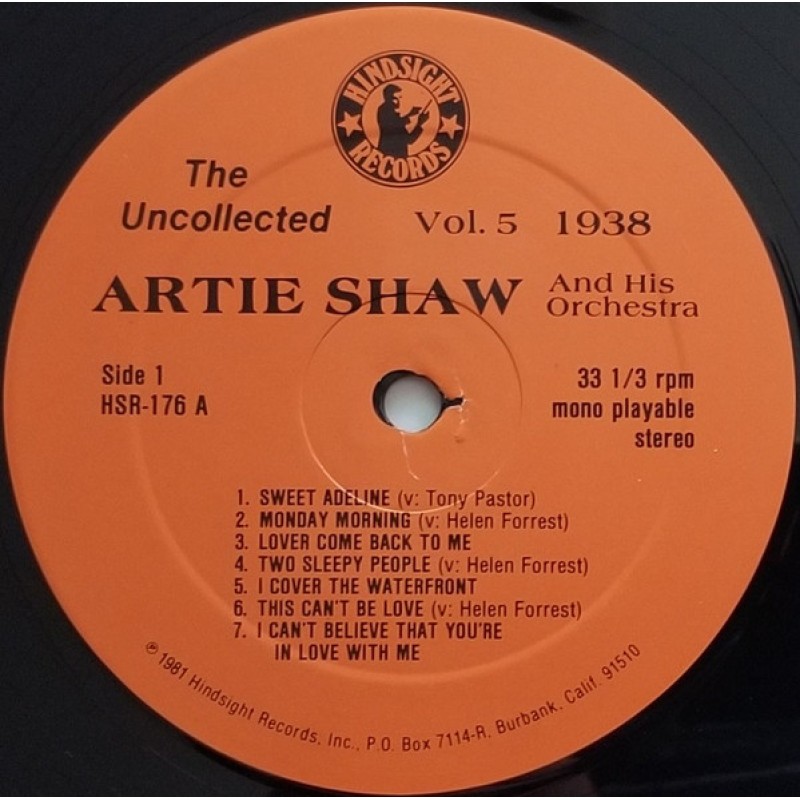 HINDSIGHT
RECORDS
The
Uncollected Vol. 5 1938
ARTIE SHAW And His
Orchestra
Side 1
HSR-176 A
33 1/3 rpm
mono playable
stereo
1. SWEET ADELINE (v: Tony Pastor)
2. MONDAY MORNING (v: Helen Forrest)
3. LOVER COME BACK TO ME
4. TWO SLEEPY PEOPLE (v: Helen Forrest)
5. I COVER THE WATERFRONT
6. THIS CAN'T BE LOVE (v: Helen Forrest)
7. I CAN'T BELIEVE THAT YOU'RE
IN LOVE WITH ME
℗ 1981 Hindsight Records, Inc., P.O. Box 7114-R, Burbank, Calif. 91510